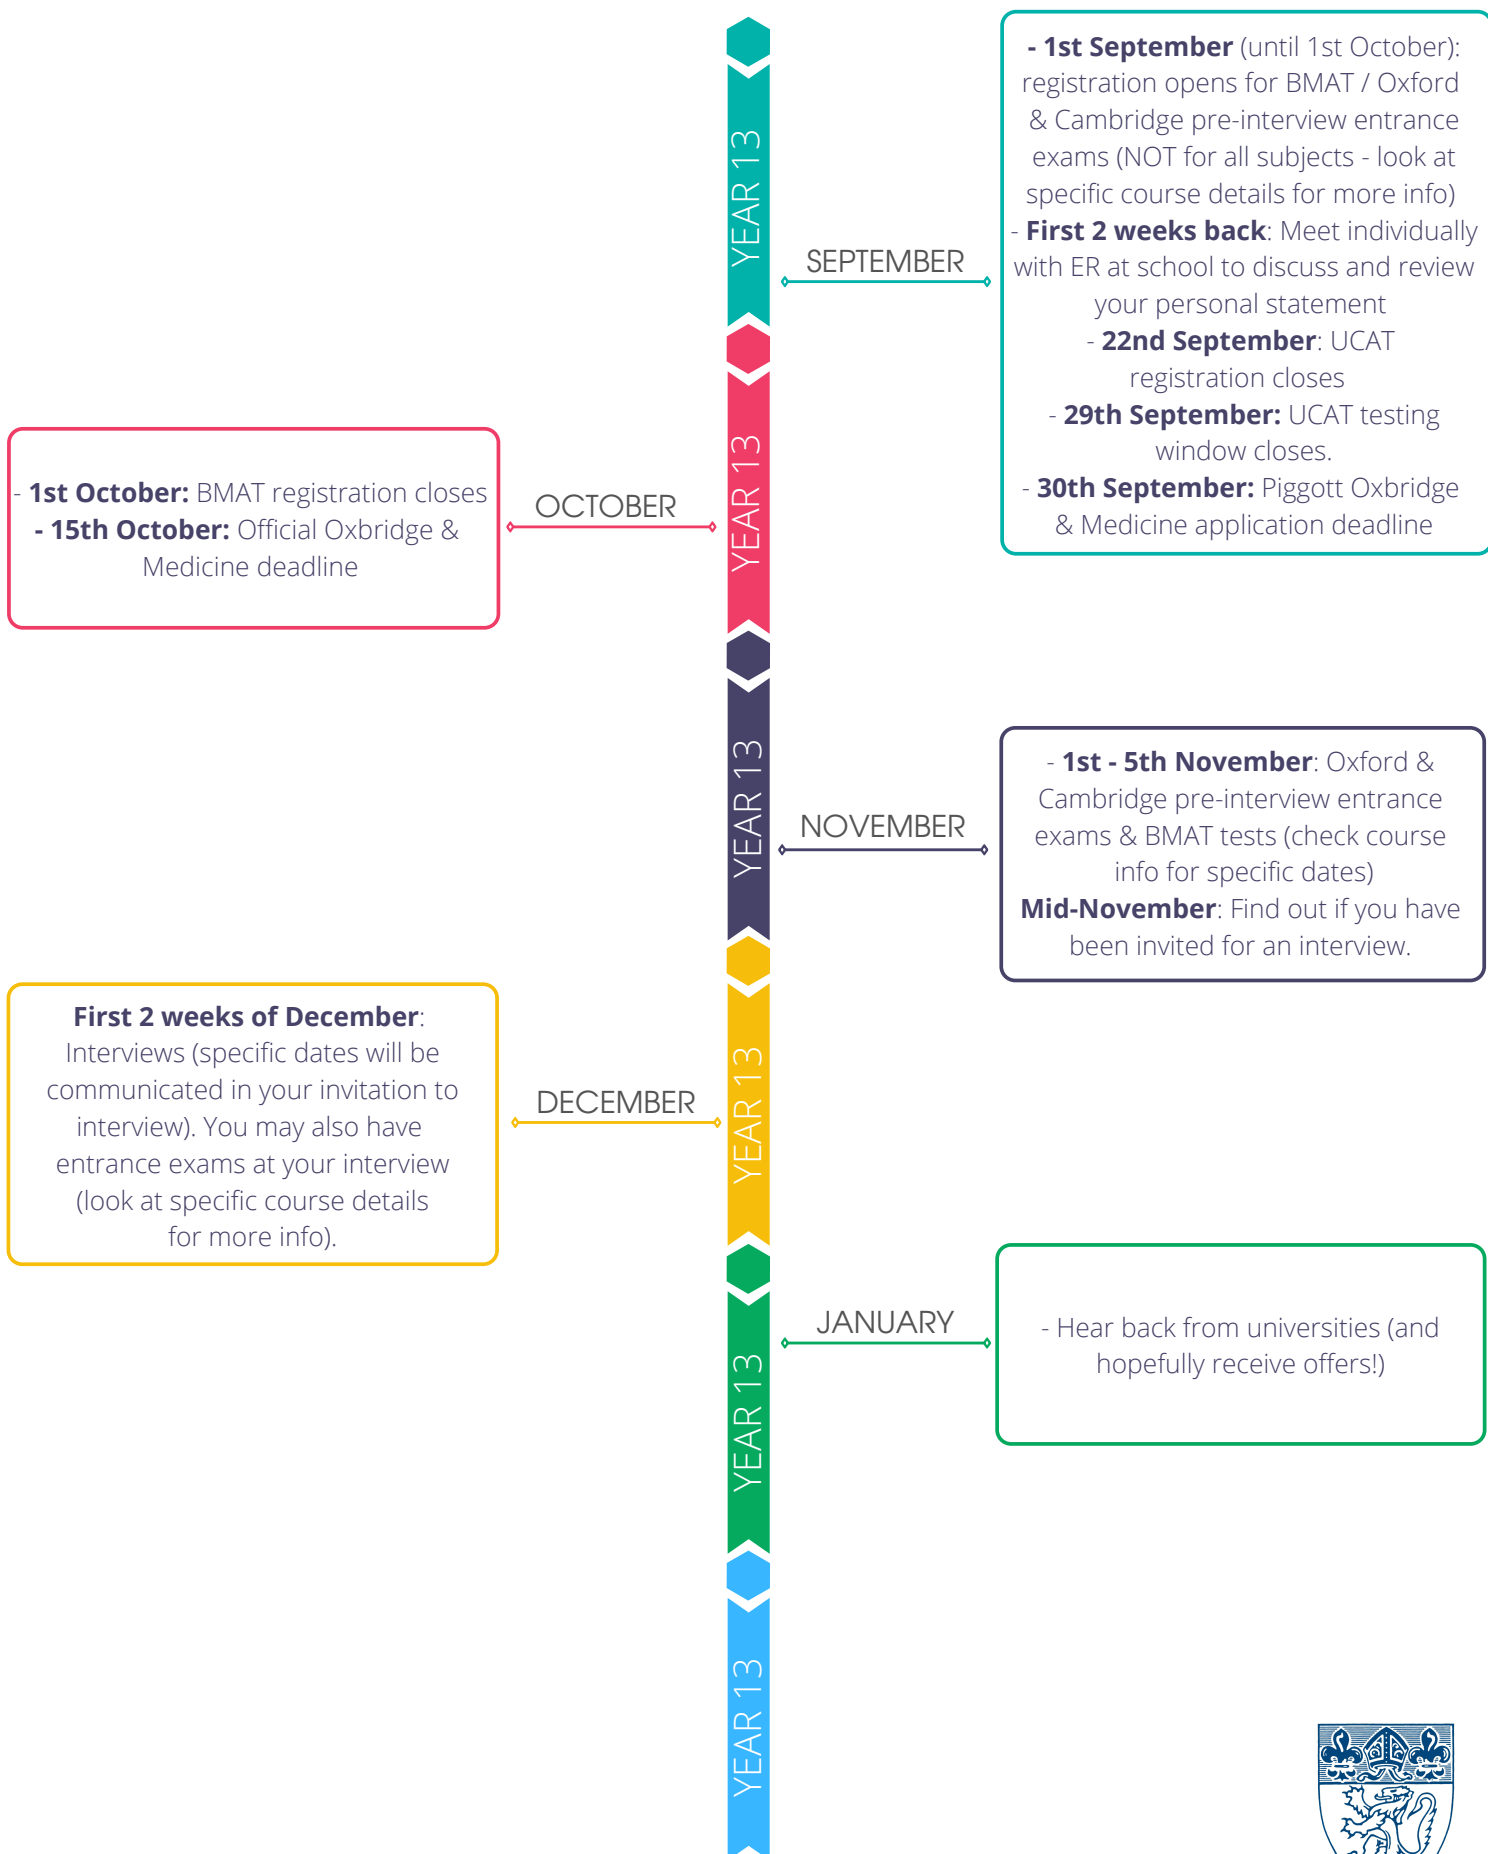 YEAR 13
SEPTEMBER
- 1st September (until 1st October):
registration opens for BMAT / Oxford
& Cambridge pre-interview entrance
exams (NOT for all subjects - look at
specific course details for more info)
- First 2 weeks back: Meet individually
with ER at school to discuss and review
your personal statement
- 22nd September: UCAT
registration closes
- 29th September: UCAT testing
window closes.
- 30th September: Piggott Oxbridge
& Medicine application deadline
YEAR 13
OCTOBER
- 1st October: BMAT registration closes
- 15th October: Official Oxbridge &
Medicine deadline
YEAR 13
NOVEMBER
- 1st - 5th November: Oxford &
Cambridge pre-interview entrance
exams & BMAT tests (check course
info for specific dates)
Mid-November: Find out if you have
been invited for an interview.
YEAR 13
DECEMBER
First 2 weeks of December:
Interviews (specific dates will be
communicated in your invitation to
interview). You may also have
entrance exams at your interview
(look at specific course details
for more info).
YEAR 13
JANUARY
- Hear back from universities (and
hopefully receive offers!)
YEAR 13